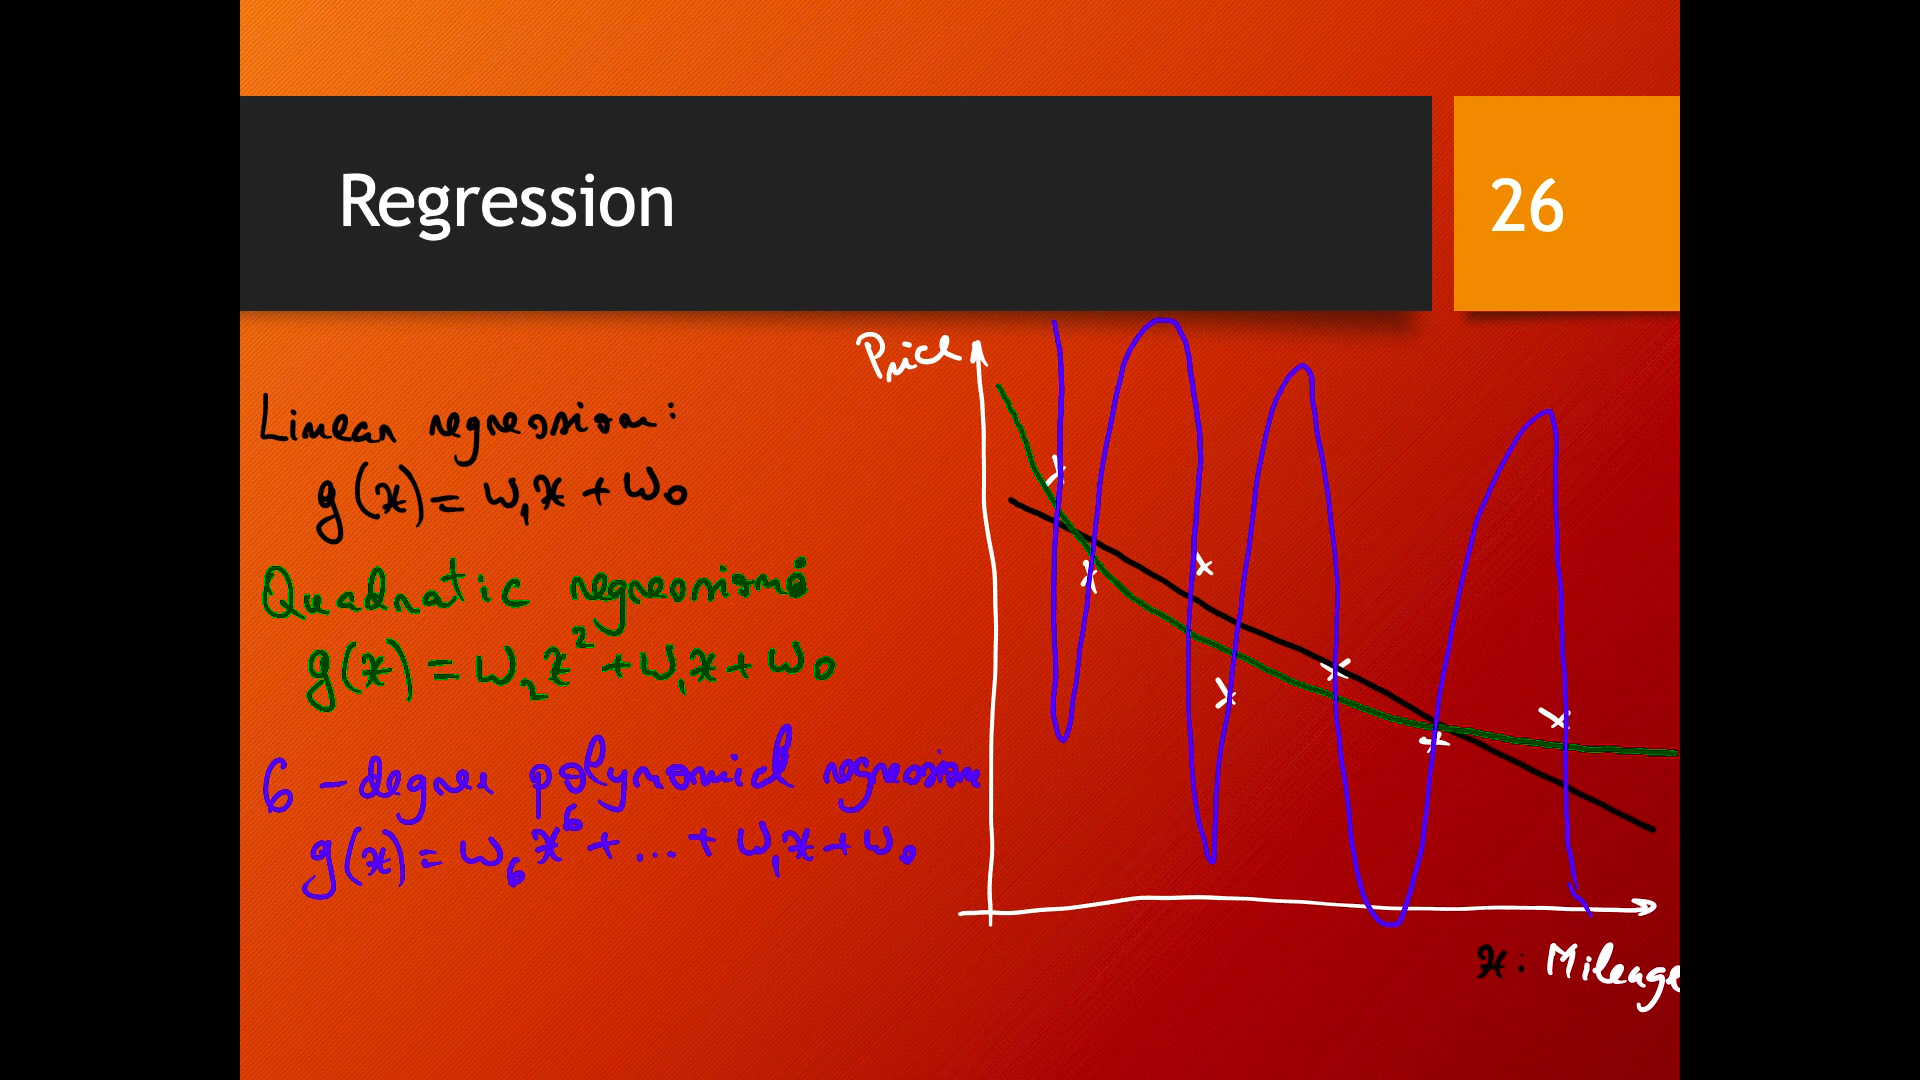 Regression
26
Price
Linear regression:
g(x) = w₁x + w₀
Quadratic regression:
g(x) = w₂x² + w₁x + w₀
6-degree polynomial regression
g(x) = w₆x⁶ + ... + w₁x + w₀
x: Mileage